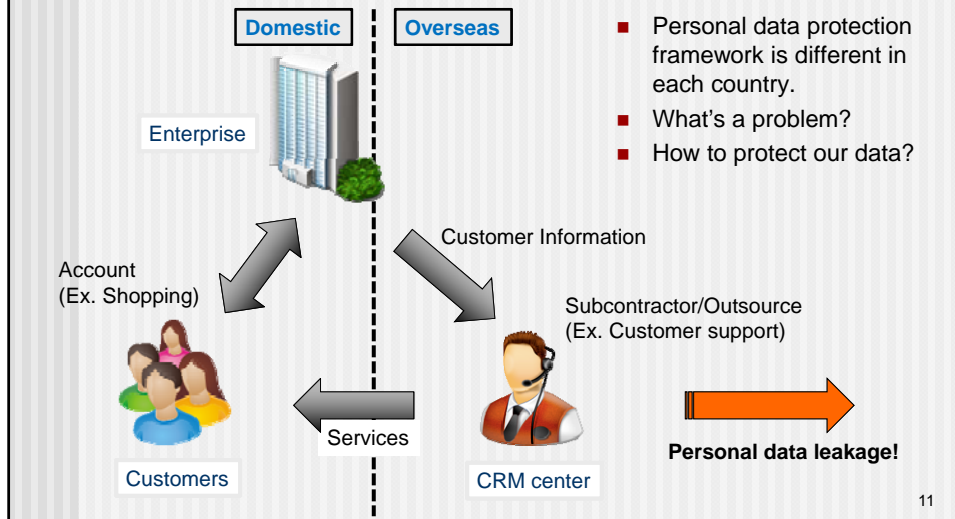 Domestic
Overseas
■ Personal data protection
framework is different in
each country.
■ What's a problem?
■ How to protect our data?
Enterprise
Customer Information
Account
(Ex. Shopping)
Subcontractor/Outsource
(Ex. Customer support)
Services
Personal data leakage!
Customers
CRM center
11